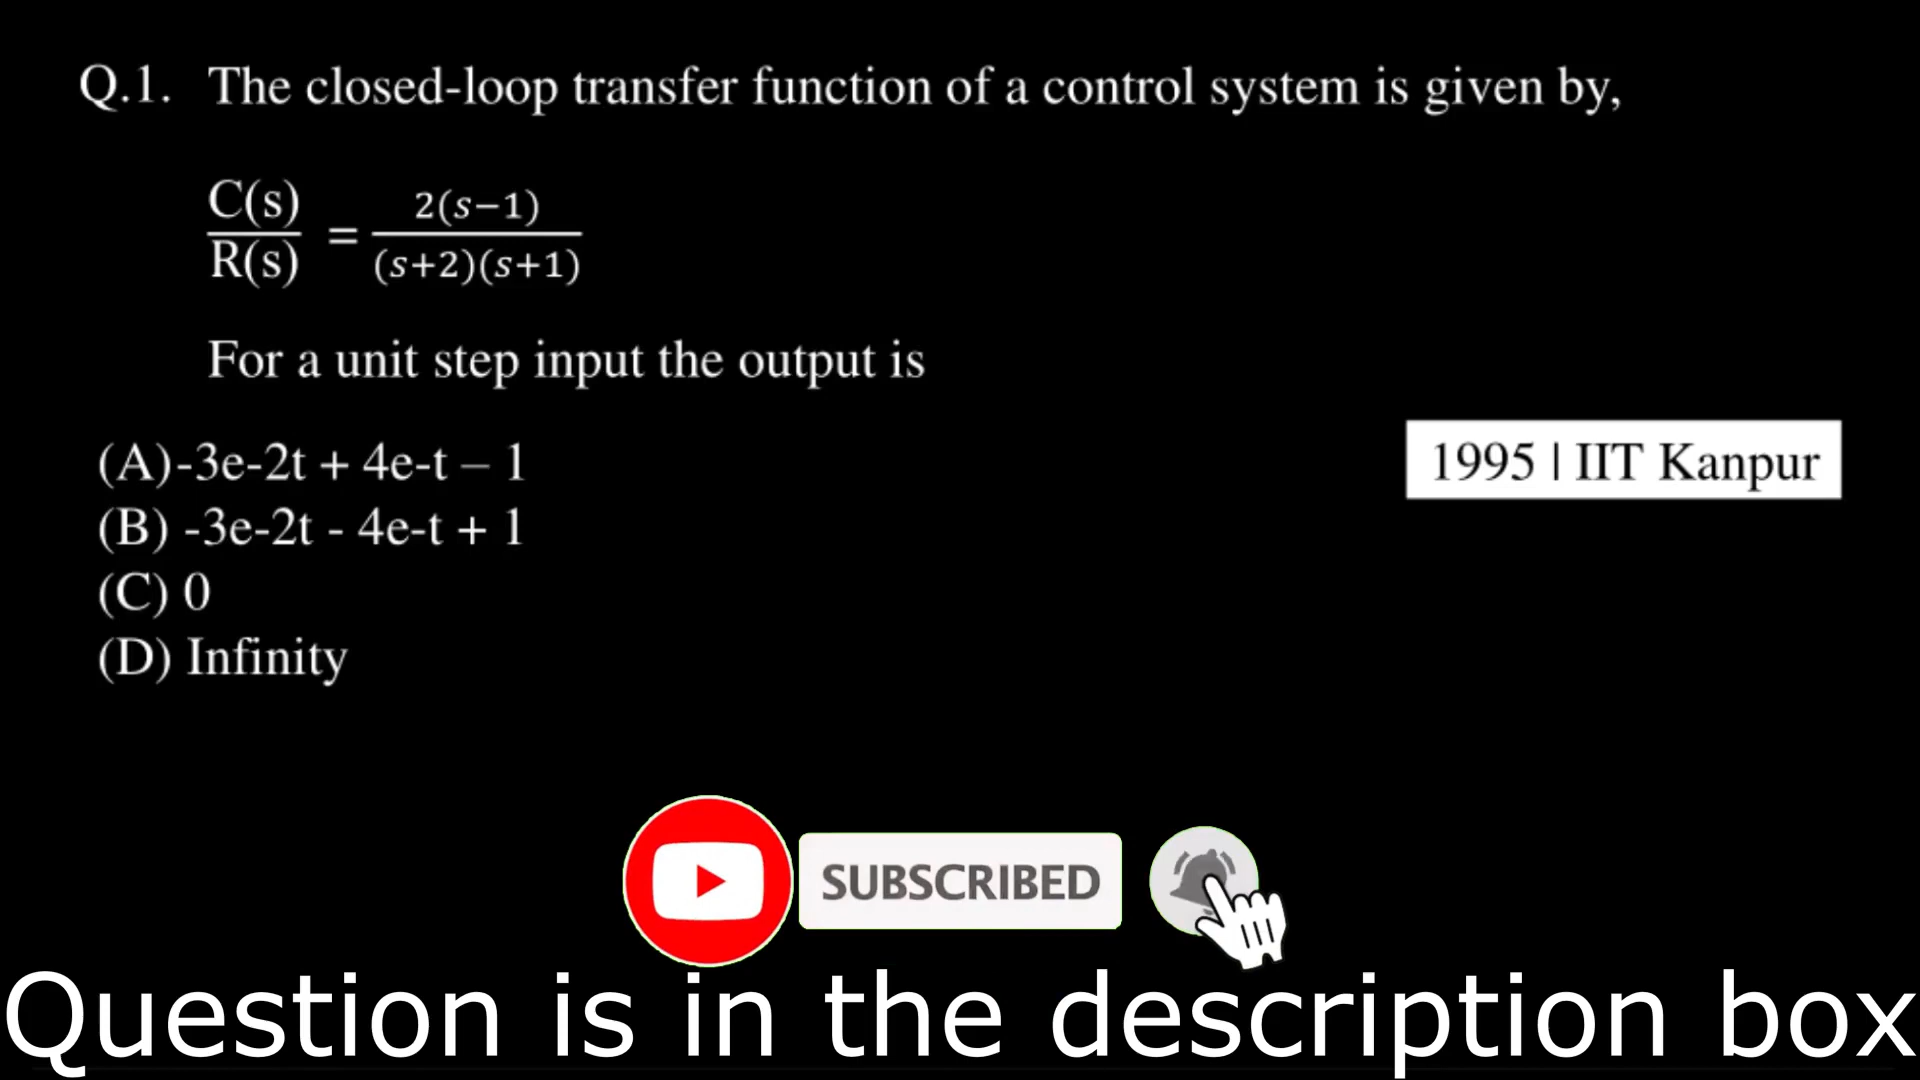 Q.1. The closed-loop transfer function of a control system is given by,
C(s)/R(s) = 2(s−1)/(s+2)(s+1)
For a unit step input the output is
(A)-3e-2t + 4e-t – 1
1995 | IIT Kanpur
(B) -3e-2t - 4e-t + 1
(C) 0
(D) Infinity
SUBSCRIBED
Question is in the description box